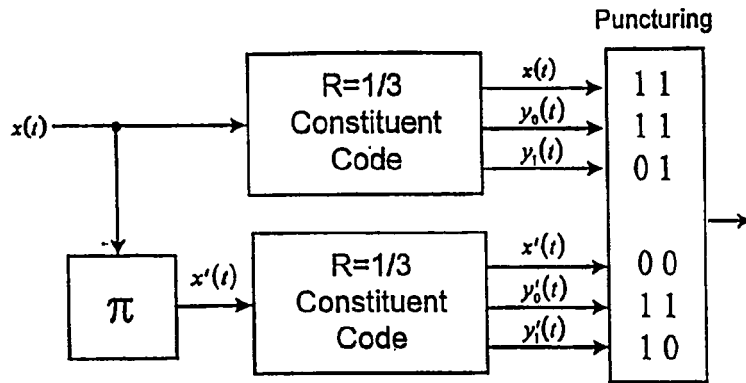 Puncturing
x(t)
R=1/3
Constituent
Code
x(t)
y₀(t)
y₁(t)
1 1
1 1
0 1
π
x'(t)
R=1/3
Constituent
Code
x'(t)
y'₀(t)
y'₁(t)
0 0
1 1
1 0